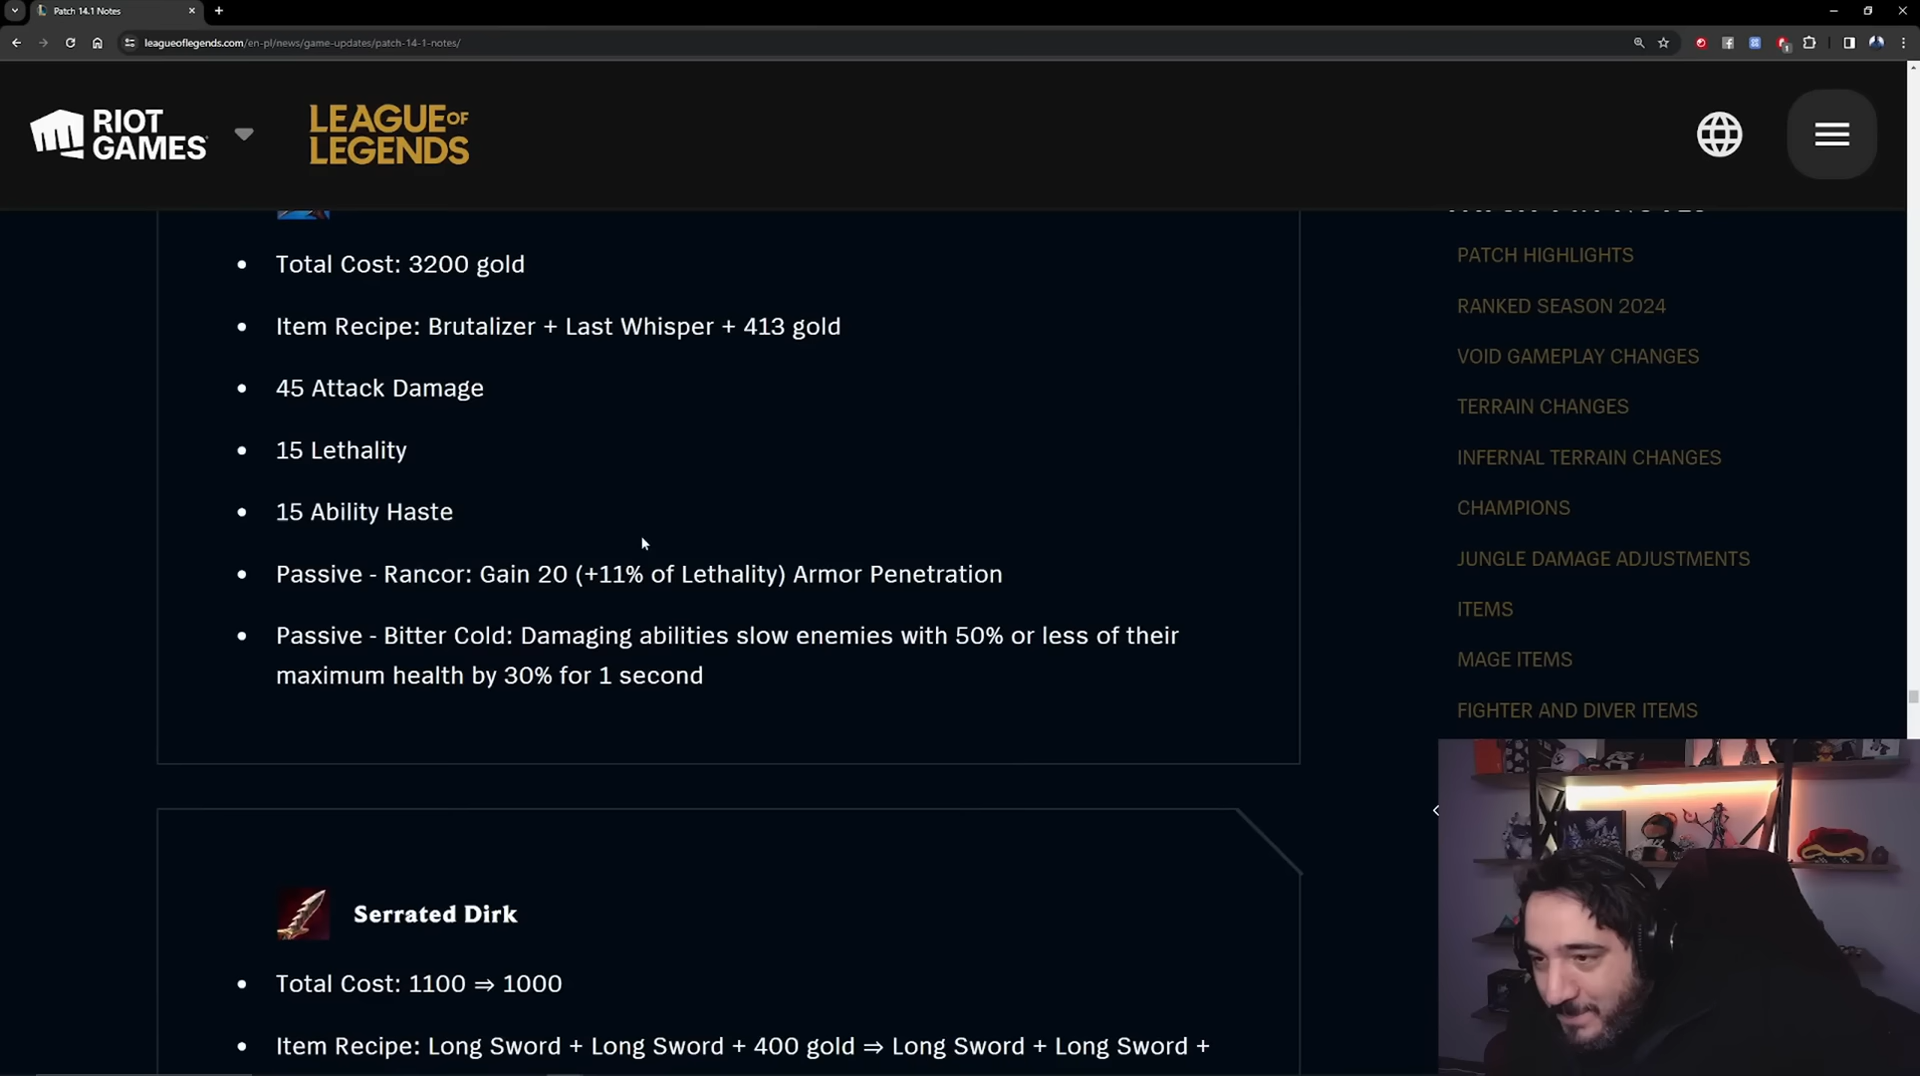 Patch 14.1 Notes
leagueoflegends.com/en-pl/news/game-updates/patch-14-1-notes/
RIOT
GAMES
LEAGUE OF
LEGENDS
Total Cost: 3200 gold
Item Recipe: Brutalizer + Last Whisper + 413 gold
45 Attack Damage
15 Lethality
15 Ability Haste
Passive - Rancor: Gain 20 (+11% of Lethality) Armor Penetration
Passive - Bitter Cold: Damaging abilities slow enemies with 50% or less of their
maximum health by 30% for 1 second
Serrated Dirk
Total Cost: 1100 ⇒ 1000
Item Recipe: Long Sword + Long Sword + 400 gold ⇒ Long Sword + Long Sword +
PATCH HIGHLIGHTS
RANKED SEASON 2024
VOID GAMEPLAY CHANGES
TERRAIN CHANGES
INFERNAL TERRAIN CHANGES
CHAMPIONS
JUNGLE DAMAGE ADJUSTMENTS
ITEMS
MAGE ITEMS
FIGHTER AND DIVER ITEMS